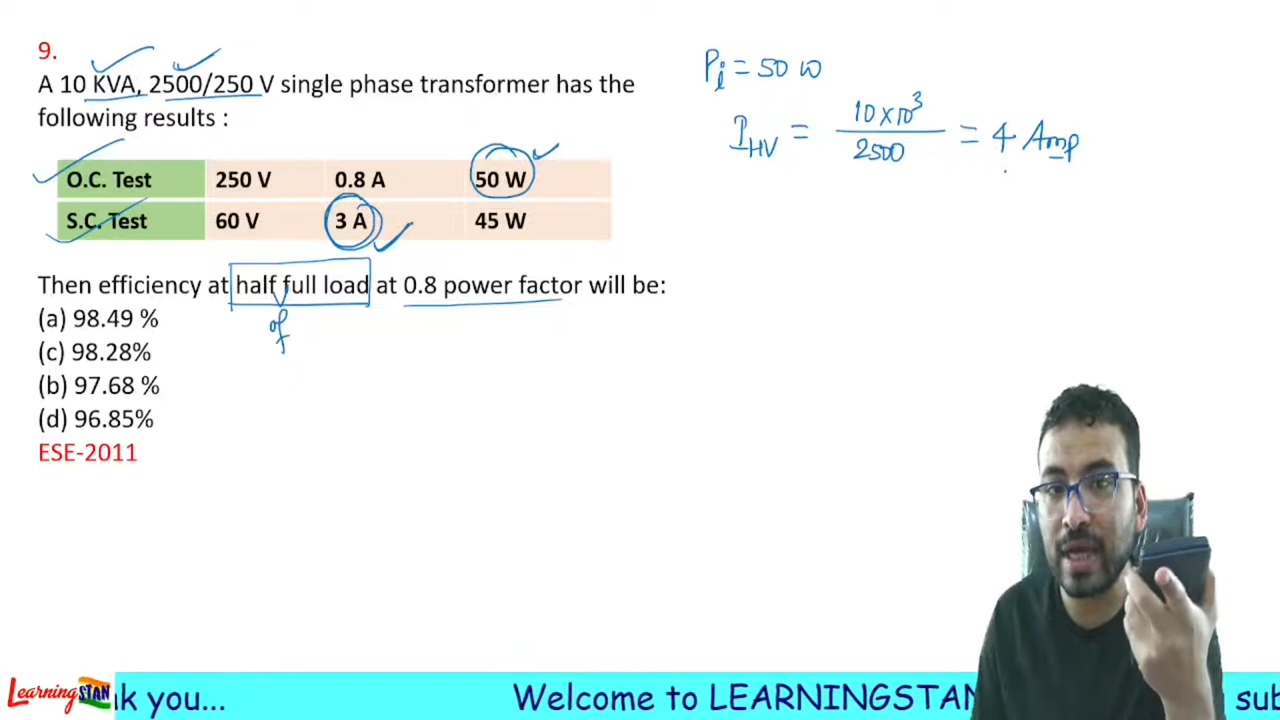 9.
A 10 KVA, 2500/250 V single phase transformer has the
following results :
O.C. Test 250 V 0.8 A 50 W
S.C. Test 60 V 3 A 45 W
Then efficiency at half full load at 0.8 power factor will be:
of
(a) 98.49 %
(c) 98.28%
(b) 97.68 %
(d) 96.85%
ESE-2011
Pi = 50 W
IHV = 10×10³ / 2500 = 4 Amp
LearningSTAN
k you... Welcome to LEARNINGSTAN sub